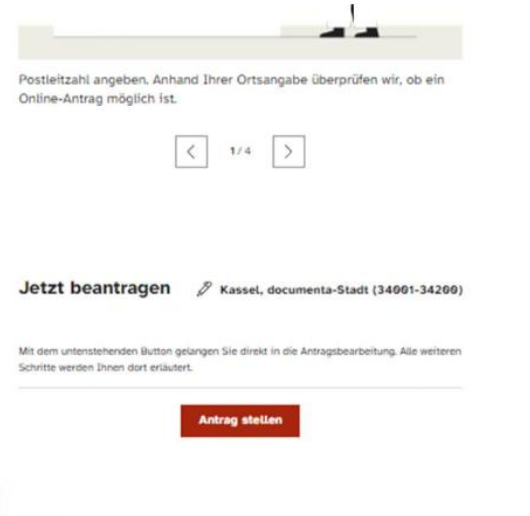 Postleitzahl angeben. Anhand Ihrer Ortsangabe überprüfen wir, ob ein
Online-Antrag möglich ist.
1 / 4
Jetzt beantragen Kassel, documenta-Stadt (34001-34200)
Mit dem untenstehenden Button gelangen Sie direkt in die Antragsbearbeitung. Alle weiteren
Schritte werden Ihnen dort erläutert.
Antrag stellen